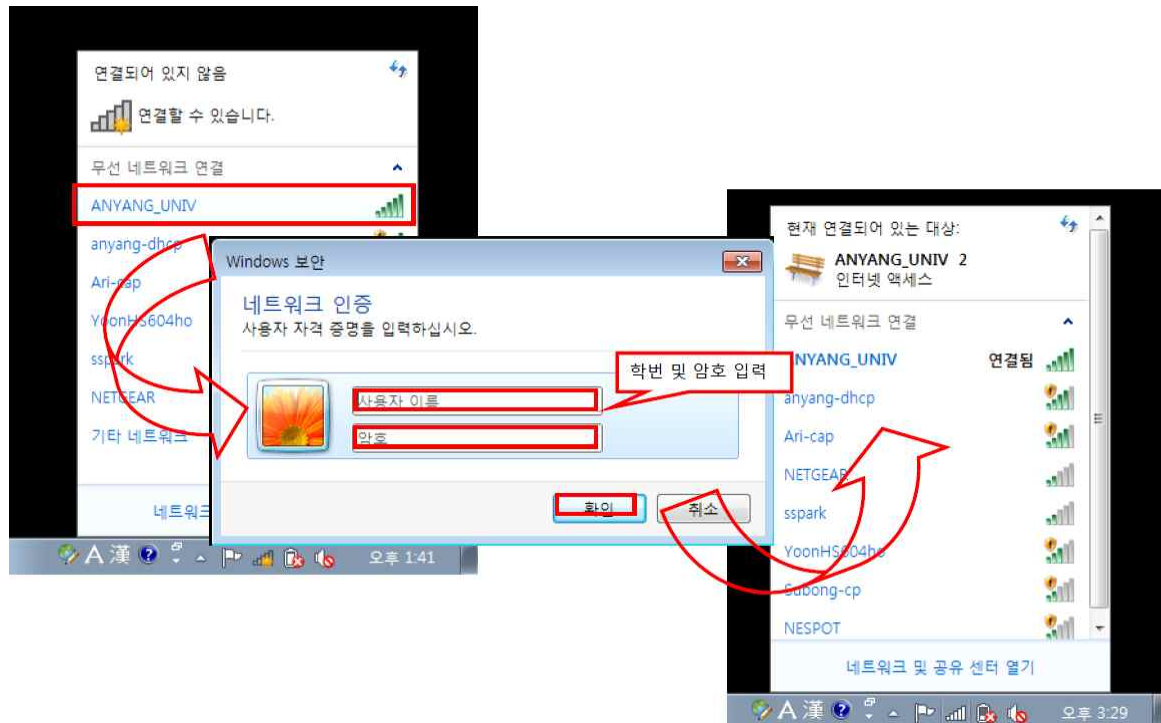 연결되어 있지 않음
연결할 수 있습니다.
무선 네트워크 연결
ANYANG_UNIV
anyang-dhcp
Ari-cap
YoonHS604ho
sspark
NETGEAR
기타 네트워크
네트워크
A 漢
오후 1:41
Windows 보안
네트워크 인증
사용자 자격 증명을 입력하십시오.
사용자 이름
암호
학번 및 암호 입력
확인
취소
현재 연결되어 있는 대상:
ANYANG_UNIV 2
인터넷 액세스
무선 네트워크 연결
ANYANG_UNIV 연결됨
anyang-dhcp
Ari-cap
NETGEAR
sspark
YoonHS604ho
Subong-cp
NESPOT
네트워크 및 공유 센터 열기
A 漢
오후 3:29